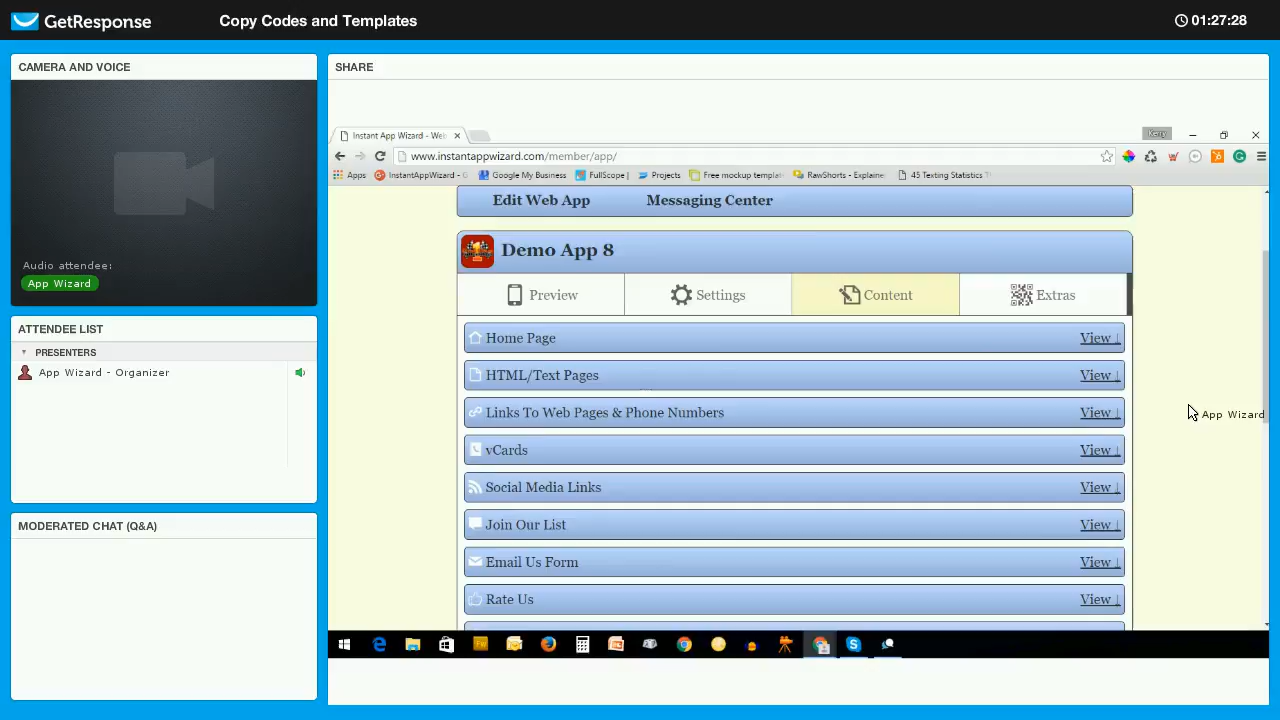 GetResponse
Copy Codes and Templates
01:27:28
CAMERA AND VOICE
Audio attendee:
App Wizard
ATTENDEE LIST
PRESENTERS
App Wizard - Organizer
MODERATED CHAT (Q&A)
SHARE
Instant App Wizard - Web
Kerry
www.instantappwizard.com/member/app/
Apps
InstantAppWizard - G
Google My Business
FullScope |
Projects
Free mockup templat
RawShorts - Explaine
45 Texting Statistics T
Edit Web App
Messaging Center
Demo App 8
Preview
Settings
Content
Extras
Home Page View ↓
HTML/Text Pages View ↓
Links To Web Pages & Phone Numbers View ↓
vCards View ↓
Social Media Links View ↓
Join Our List View ↓
Email Us Form View ↓
Rate Us View ↓
App Wizard